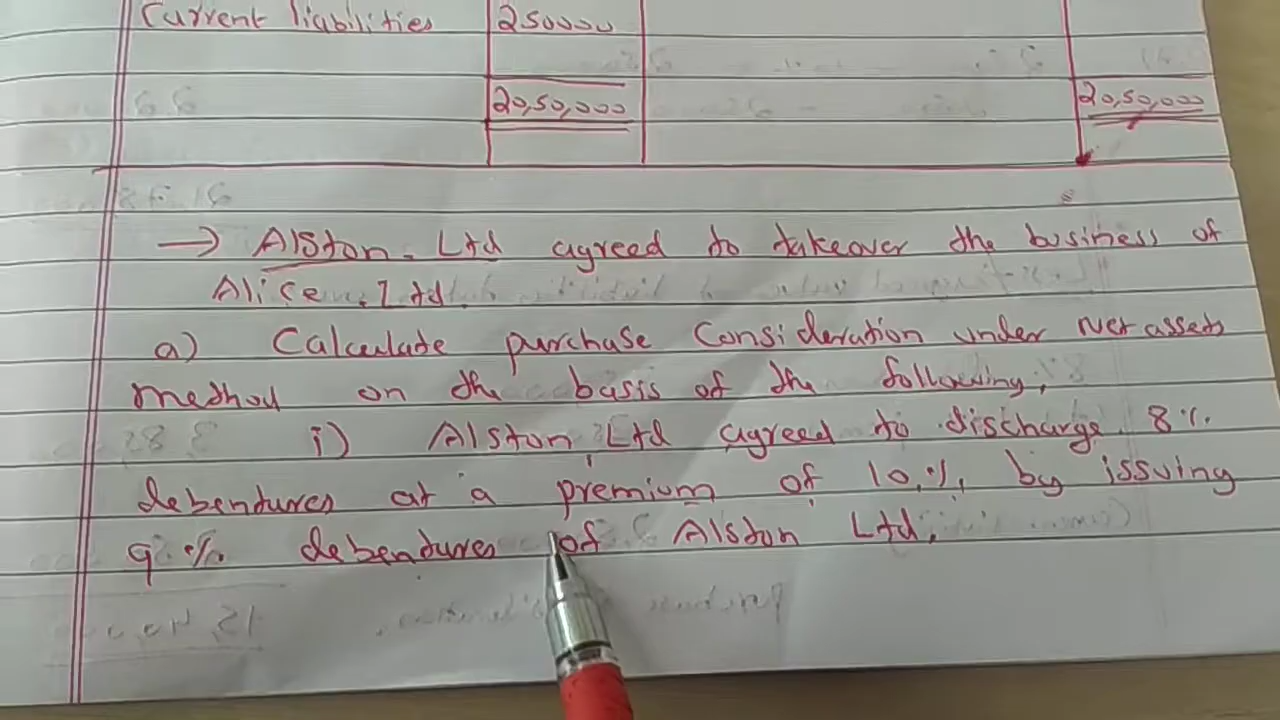 Current liabilities 250000
20,50,000 20,50,000
→ Alston. Ltd agreed to takeover the business of
Alice. Ltd.
a) Calculate purchase Consideration under Net assets
method on the basis of the following,
i) Alston, Ltd agreed to discharge 8%
debentures at a premium of 10%, by issuing
9% debentures of Alston Ltd.